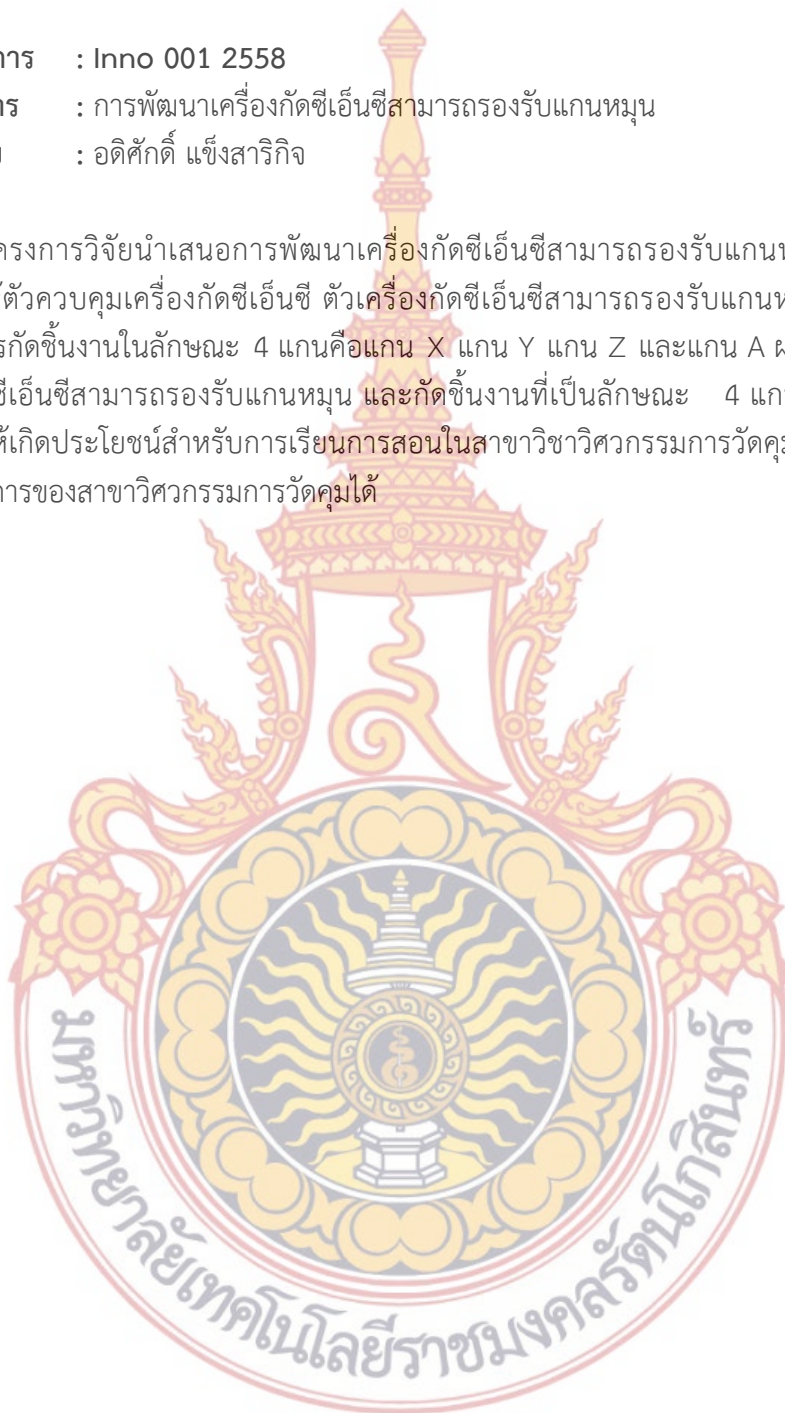 การ : Inno 001 2558
: การพัฒนาเครื่องกัดซีเอ็นซีสามารถรองรับแกนหมุน
: อดิศักดิ์ แข็งสาริกิจ
ครงการวิจัยนำเสนอการพัฒนาเครื่องกัดซีเอ็นซีสามารถรองรับแกนห
ตัวควบคุมเครื่องกัดซีเอ็นซี ตัวเครื่องกัดซีเอ็นซีสามารถรองรับแกนห
รกัดชิ้นงานในลักษณะ 4 แกนคือแกน X แกน Y แกน Z และแกน A ผ
ซีเอ็นซีสามารถรองรับแกนหมุน และกัดชิ้นงานที่เป็นลักษณะ 4 แก
ห้เกิดประโยชน์สำหรับการเรียนการสอนในสาขาวิชาวิศวกรรมการวัดคุม
การของสาขาวิศวกรรมการวัดคุมได้
มหาวิทยาลัยเทคโนโลยีราชมงคลรัตนโกสินทร์